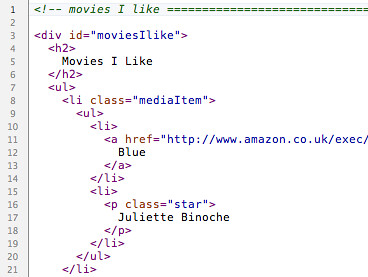 1 <!-- movies I like =============================
2
3 <div id="moviesIlike">
4 <h2>
5 Movies I Like
6 </h2>
7 <ul>
8 <li class="mediaItem">
9 <ul>
10 <li>
11 <a href="http://www.amazon.co.uk/exec/
12 Blue
13 </a>
14 </li>
15 <li>
16 <p class="star">
17 Juliette Binoche
18 </p>
19 </li>
20 </ul>
21 </li>